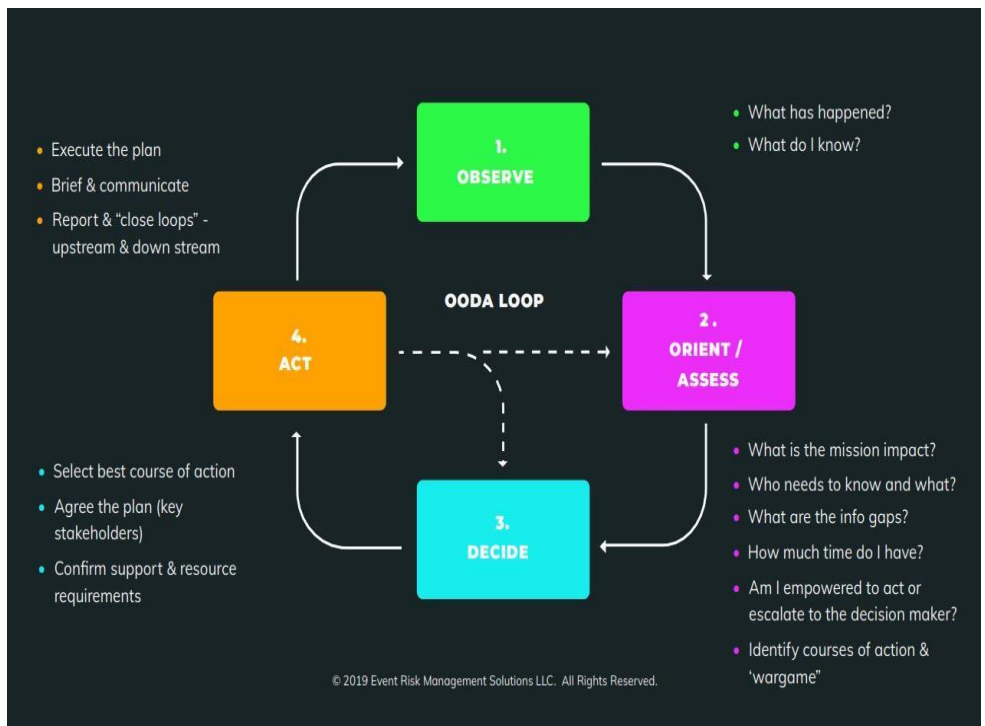 1.
OBSERVE
• What has happened?
• What do I know?
• Execute the plan
• Brief & communicate
• Report & “close loops” -
upstream & down stream
OODA LOOP
4.
ACT
2 .
ORIENT /
ASSESS
• What is the mission impact?
• Who needs to know and what?
• What are the info gaps?
• How much time do I have?
• Am I empowered to act or
escalate to the decision maker?
• Identify courses of action &
‘wargame”
3.
DECIDE
• Select best course of action
• Agree the plan (key
stakeholders)
• Confirm support & resource
requirements
© 2019 Event Risk Management Solutions LLC. All Rights Reserved.